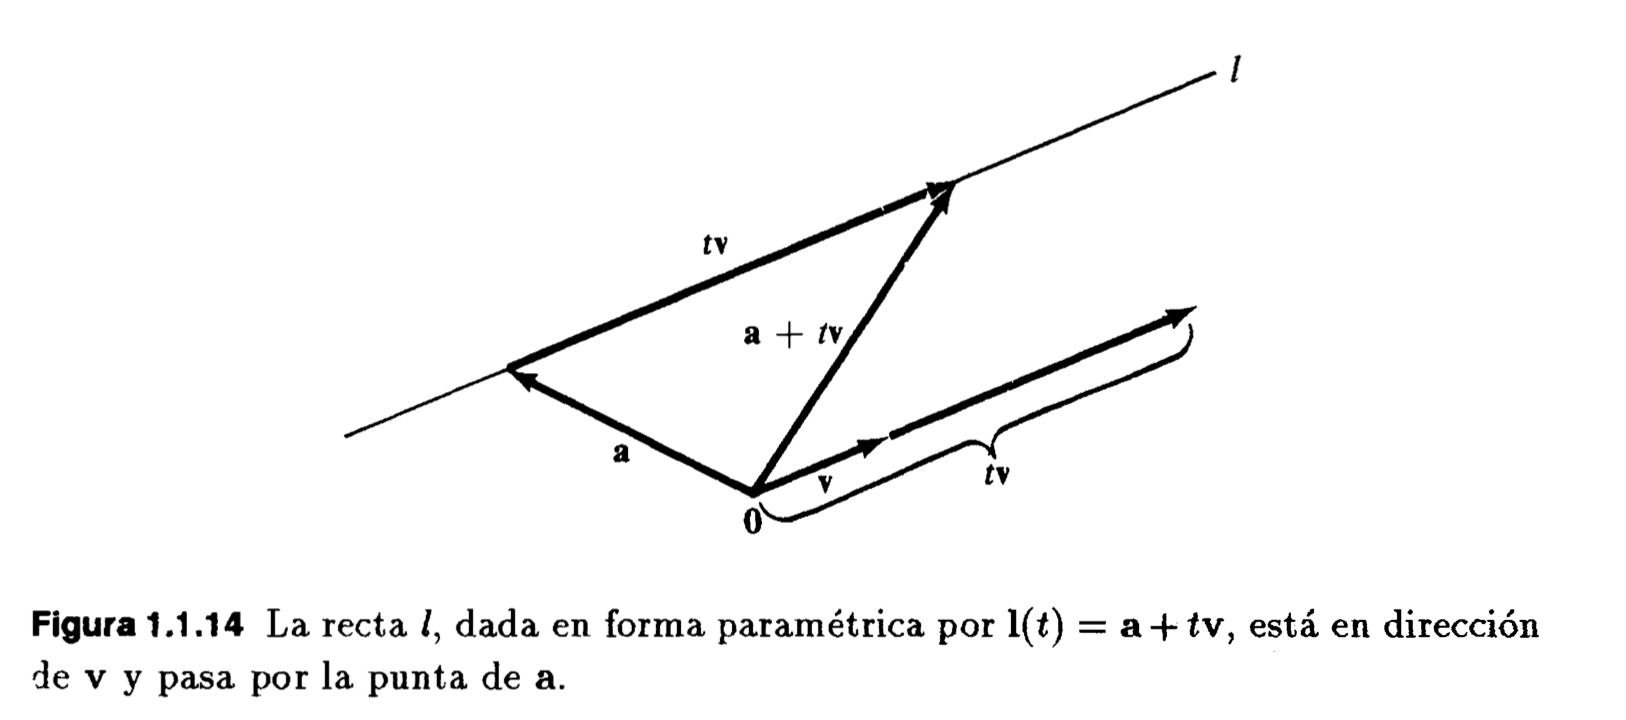 l
tv
a + tv
a
v
tv
0
Figura 1.1.14 La recta l, dada en forma paramétrica por l(t) = a + tv, está en dirección
de v y pasa por la punta de a.